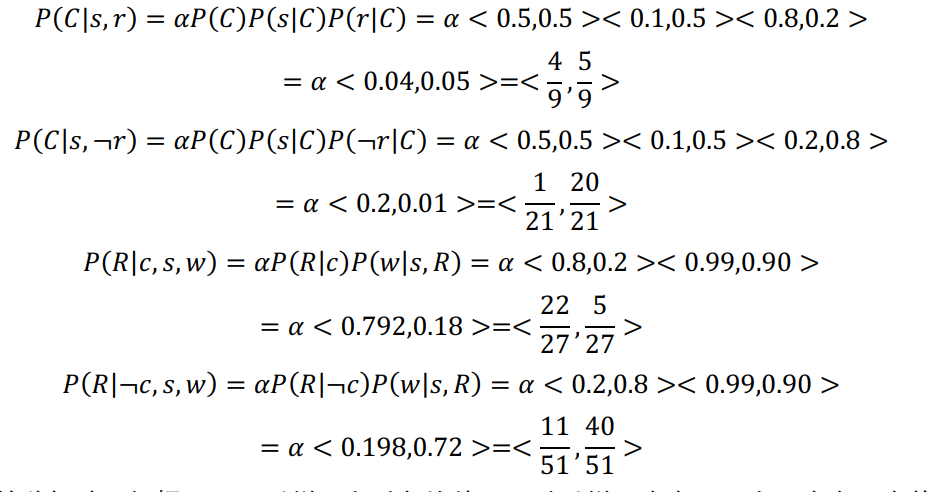 P(C|s,r) = αP(C)P(s|C)P(r|C) = α < 0.5,0.5 >< 0.1,0.5 >< 0.8,0.2 >
= α < 0.04,0.05 >=< 4/9 , 5/9 >
P(C|s,¬r) = αP(C)P(s|C)P(¬r|C) = α < 0.5,0.5 >< 0.1,0.5 >< 0.2,0.8 >
= α < 0.2,0.01 >=< 1/21 , 20/21 >
P(R|c,s,w) = αP(R|c)P(w|s,R) = α < 0.8,0.2 >< 0.99,0.90 >
= α < 0.792,0.18 >=< 22/27 , 5/27 >
P(R|¬c,s,w) = αP(R|¬c)P(w|s,R) = α < 0.2,0.8 >< 0.99,0.90 >
= α < 0.198,0.72 >=< 11/51 , 40/51 >